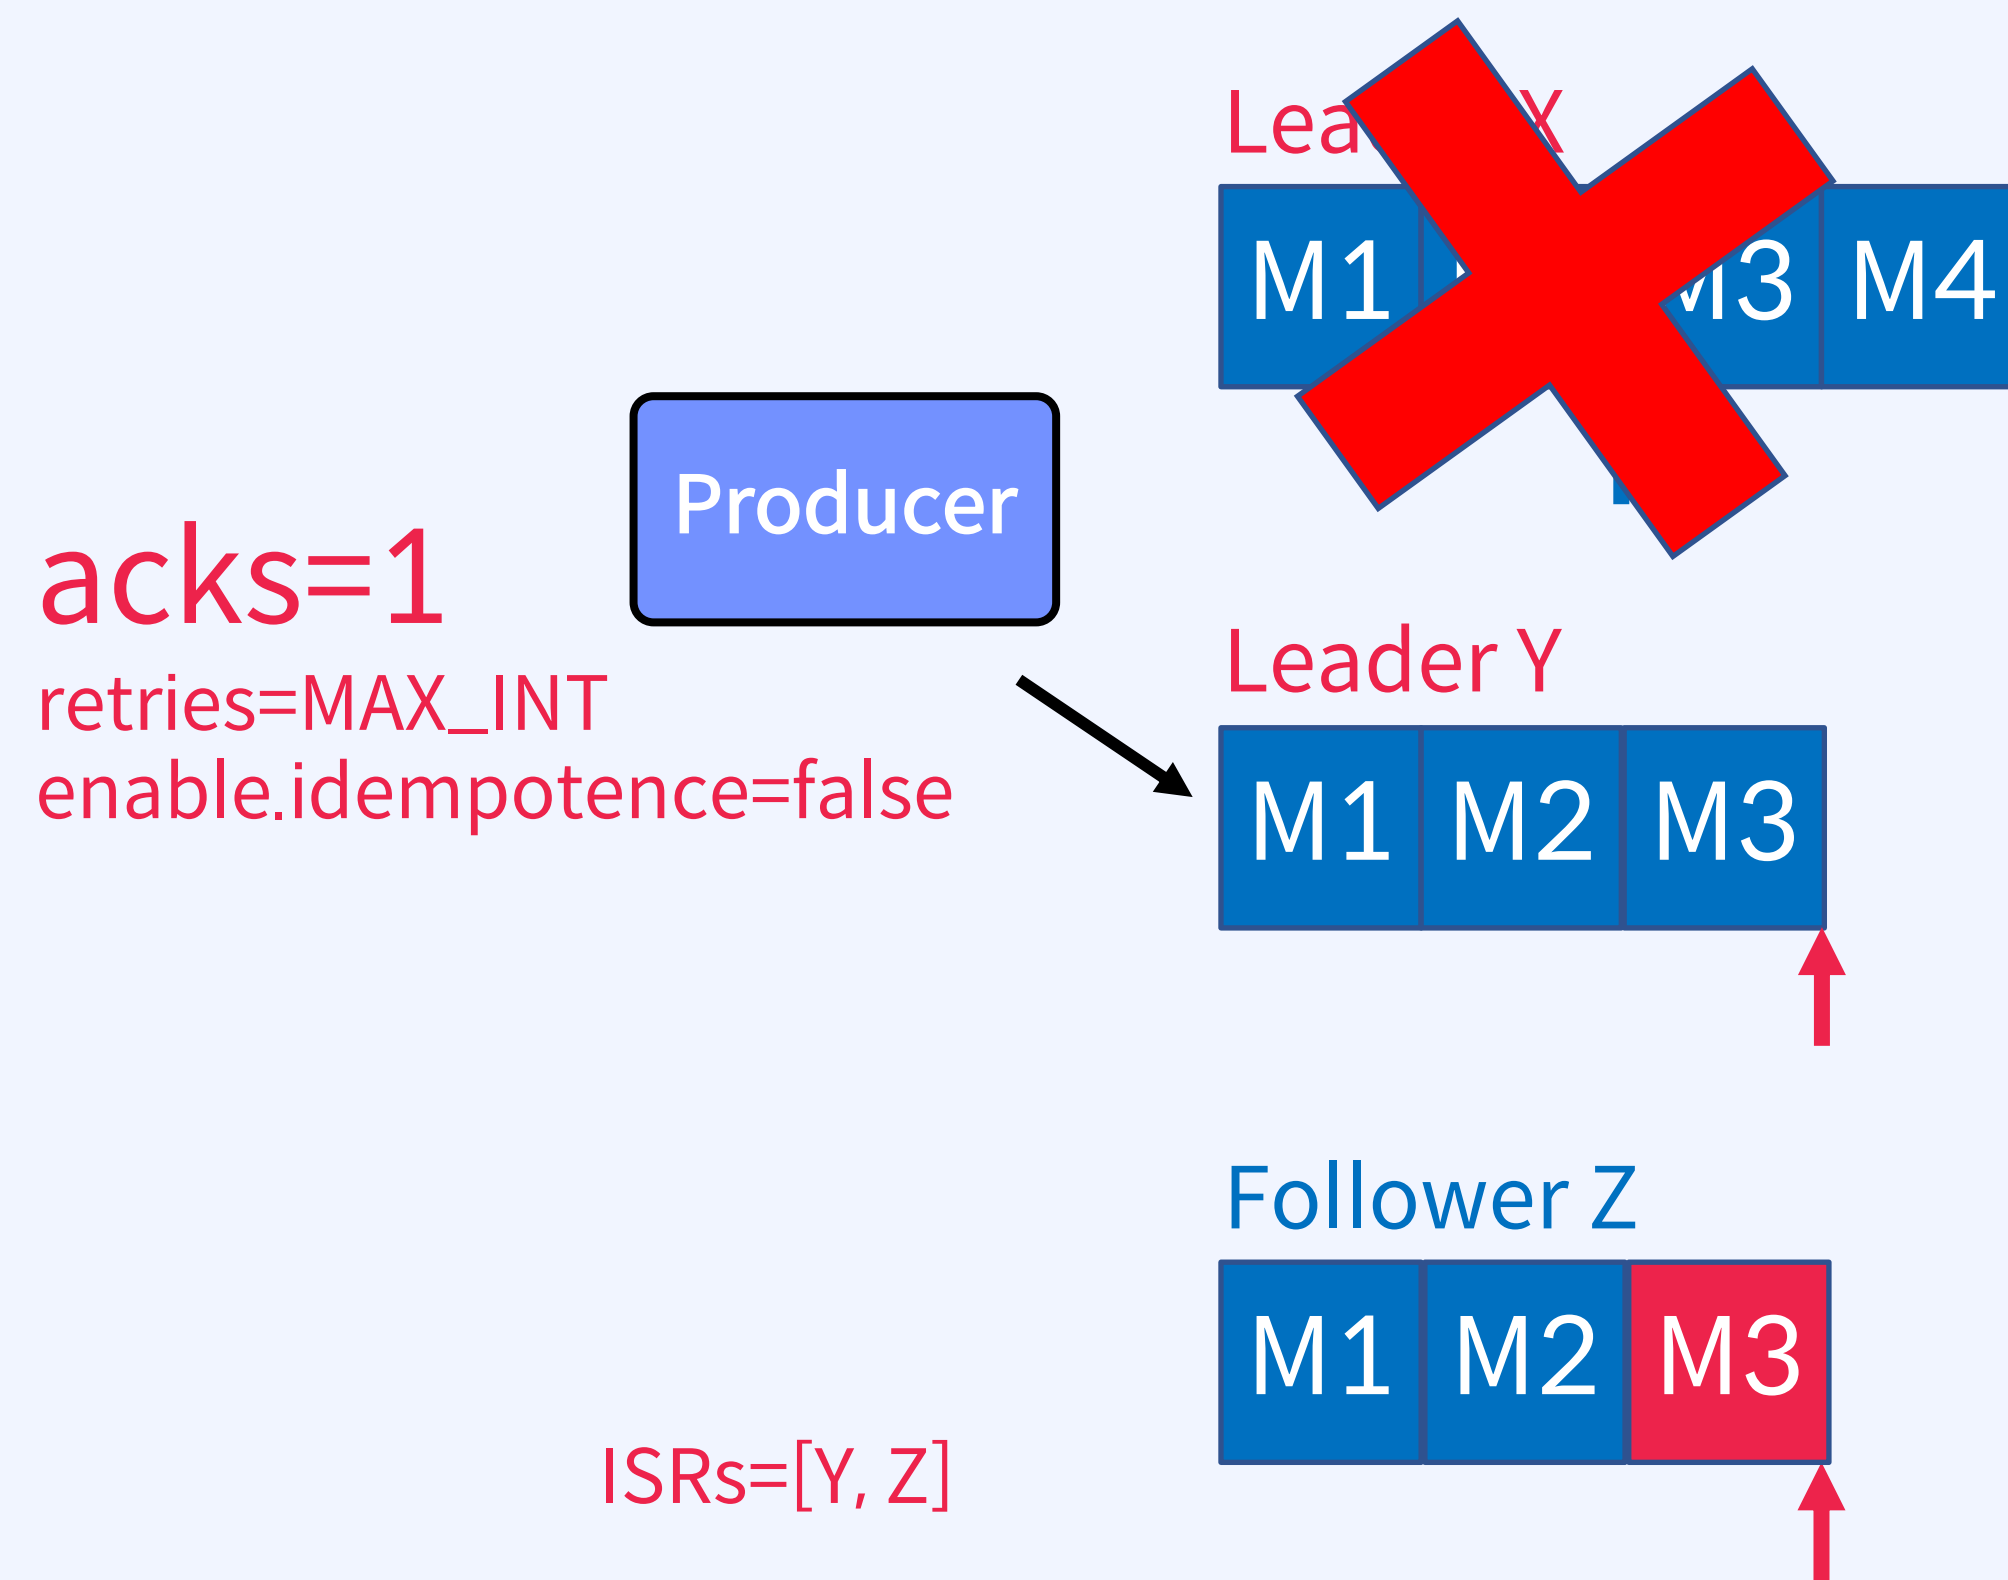 X
M1
M3 M4
Producer
acks=1
retries=MAX_INT
enable.idempotence=false
Leader Y
M1 M2 M3
Follower Z
M1 M2 M3
ISRs=[Y, Z]